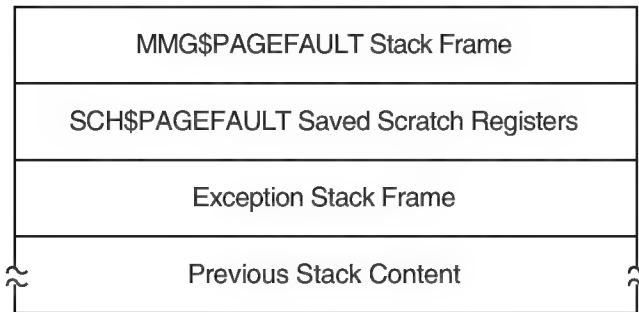 MMG$PAGEFAULT Stack Frame
SCH$PAGEFAULT Saved Scratch Registers
Exception Stack Frame
Previous Stack Content